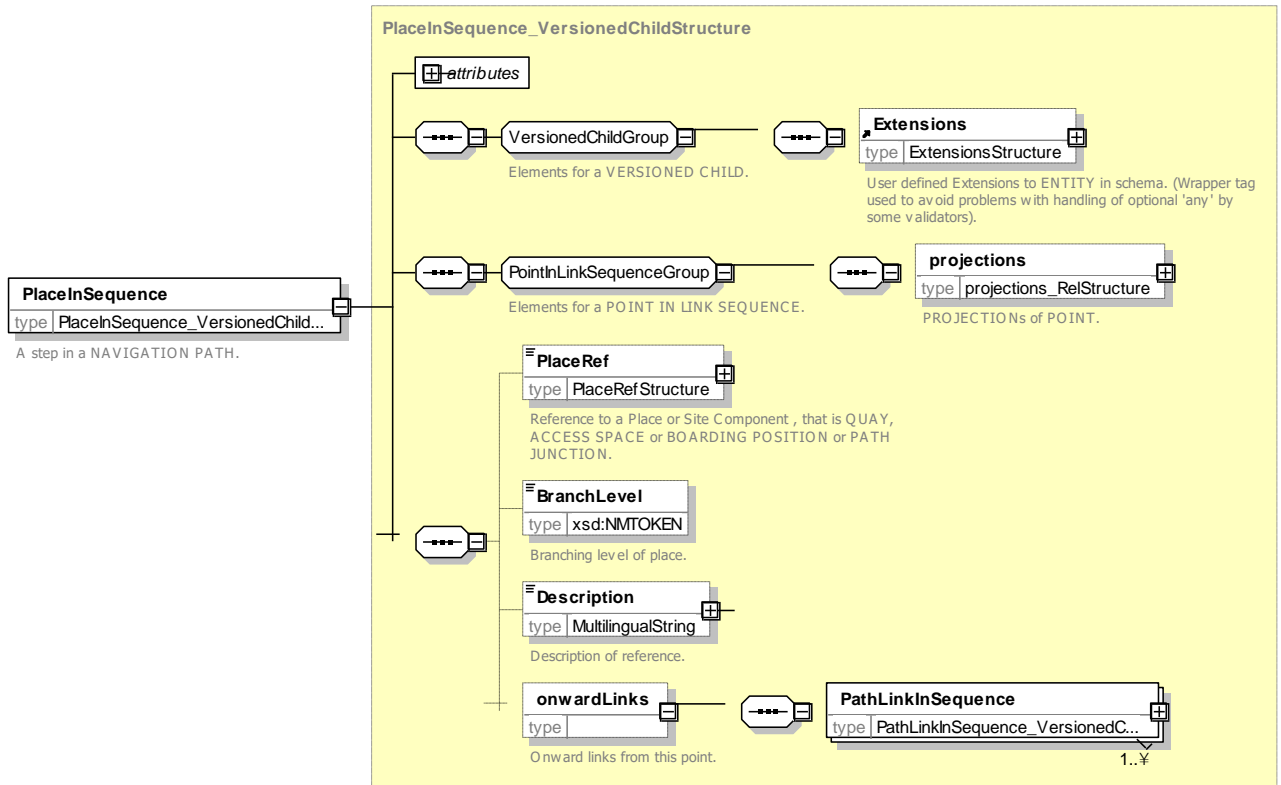 PlaceInSequence_VersionedChildStructure
attributes
VersionedChildGroup
Elements for a VERSIONED CHILD.
Extensions
type ExtensionsStructure
User defined Extensions to ENTITY in schema. (Wrapper tag
used to avoid problems with handling of optional 'any' by
some validators).
PointInLinkSequenceGroup
Elements for a POINT IN LINK SEQUENCE.
projections
type projections_RelStructure
PROJECTIONs of POINT.
PlaceInSequence
type PlaceInSequence_VersionedChild...
A step in a NAVIGATION PATH.
PlaceRef
type PlaceRefStructure
Reference to a Place or Site Component , that is QUAY,
ACCESS SPACE or BOARDING POSITION or PATH
JUNCTION.
BranchLevel
type xsd:NMTOKEN
Branching level of place.
Description
type MultilingualString
Description of reference.
onwardLinks
type
Onward links from this point.
PathLinkInSequence
type PathLinkInSequence_VersionedC...
1..¥